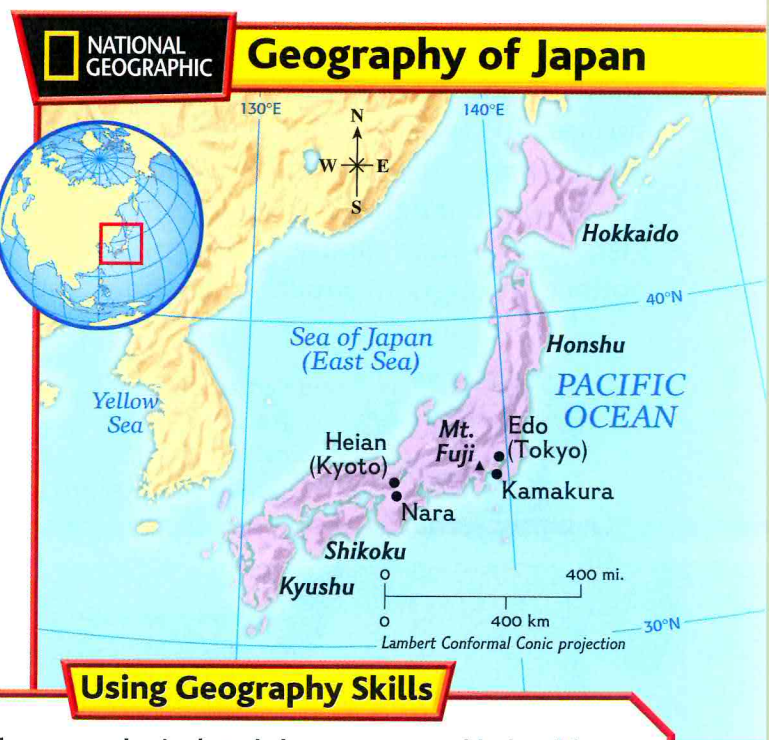 NATIONAL
GEOGRAPHIC
Geography of Japan
130°E
140°E
N
W
E
S
Hokkaido
40°N
Sea of Japan
(East Sea)
Honshu
PACIFIC
OCEAN
Yellow
Sea
Mt.
Fuji
Edo
(Tokyo)
Heian
(Kyoto)
Kamakura
Nara
Shikoku
Kyushu
0
400 mi.
0
400 km
30°N
Lambert Conformal Conic projection
Using Geography Skills